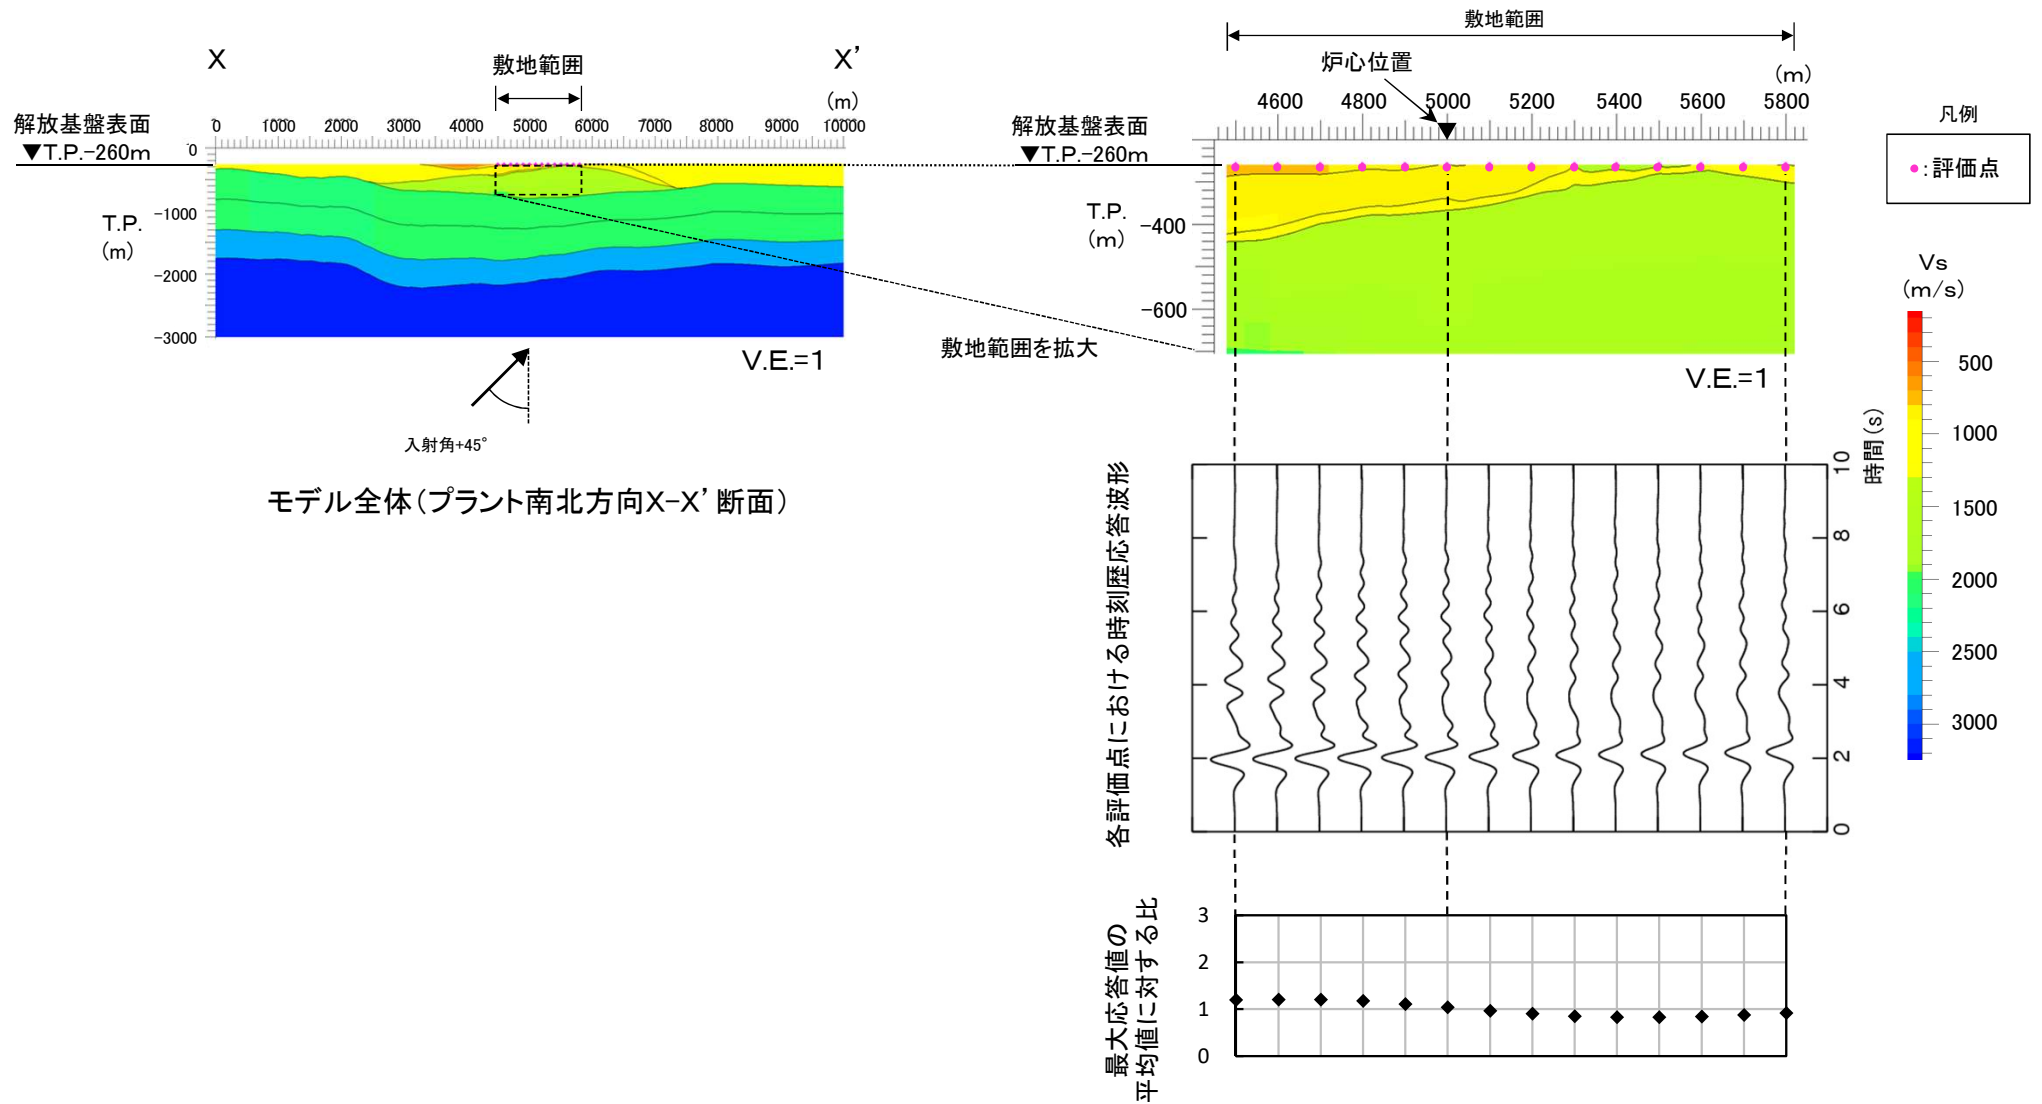 X
X’
敷地範囲
(m)
解放基盤表面
▼T.P.-260m
0 1000 2000 3000 4000 5000 6000 7000 8000 9000 10000
0
-1000
-2000
-3000
T.P.
(m)
V.E.=1
入射角+45°
モデル全体(プラント南北方向X-X’断面)
敷地範囲
炉心位置
(m)
4600 4800 5000 5200 5400 5600 5800
解放基盤表面
▼T.P.-260m
T.P.
(m)
-400
-600
敷地範囲を拡大
V.E.=1
凡例
●:評価点
Vs
(m/s)
500
1000
1500
2000
2500
3000
各評価点における時刻歴応答波形
時間(s)
10
8
6
4
2
0
最大応答値の
平均値に対する比
3
2
1
0